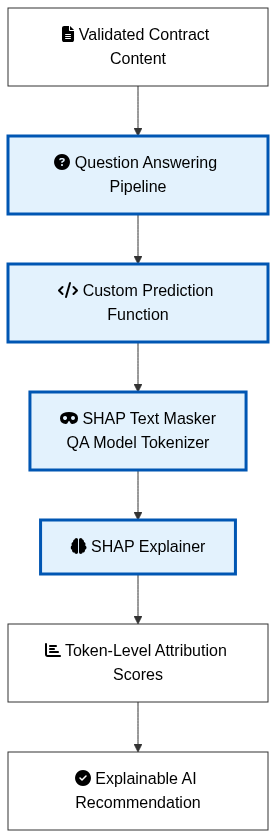 Validated Contract
Content
Question Answering
Pipeline
Custom Prediction
Function
SHAP Text Masker
QA Model Tokenizer
SHAP Explainer
Token-Level Attribution
Scores
Explainable AI
Recommendation